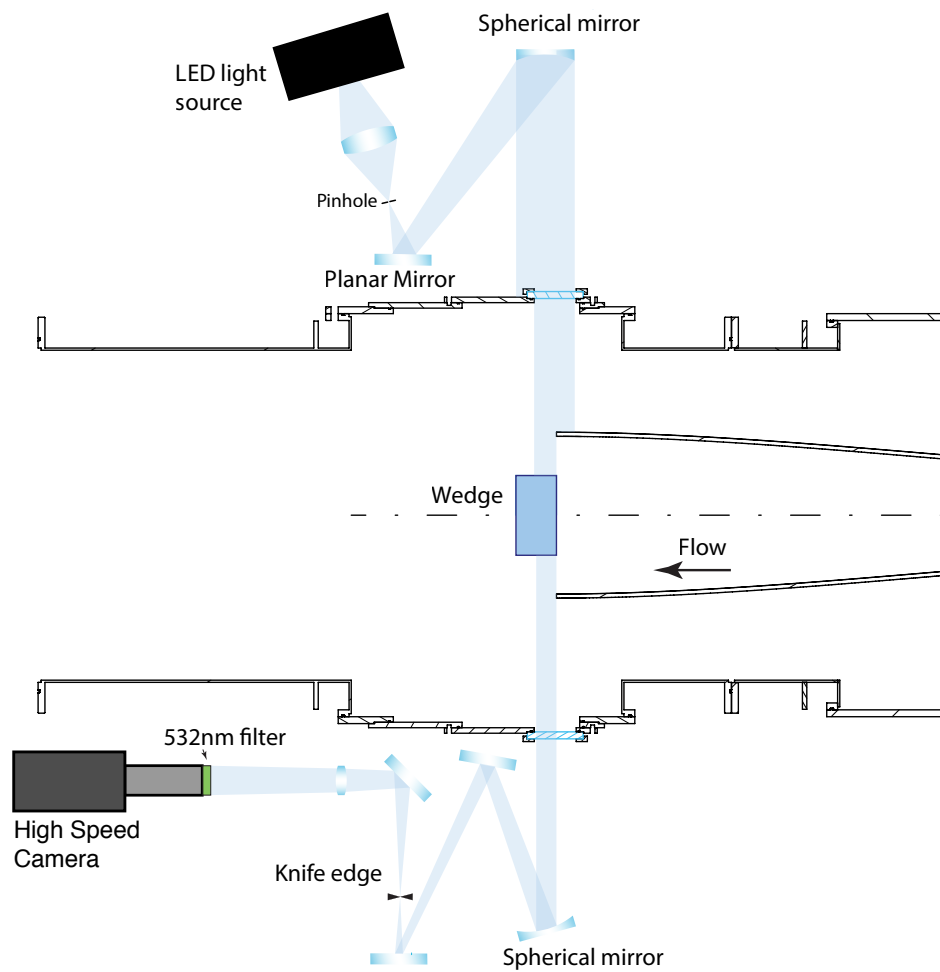 Spherical mirror
LED light
source
Pinhole
Planar Mirror
Wedge
Flow
532nm filter
High Speed
Camera
Knife edge
Spherical mirror